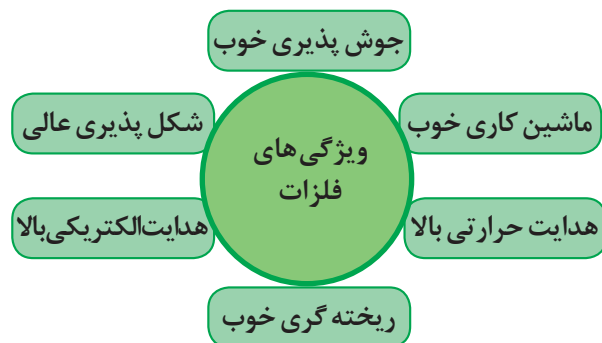 جوش پذیری خوب
ماشین کاری خوب
شکل پذیری عالی
ویژگی های
فلزات
هدایت حرارتی بالا
هدایت الکتریکی بالا
ریخته گری خوب